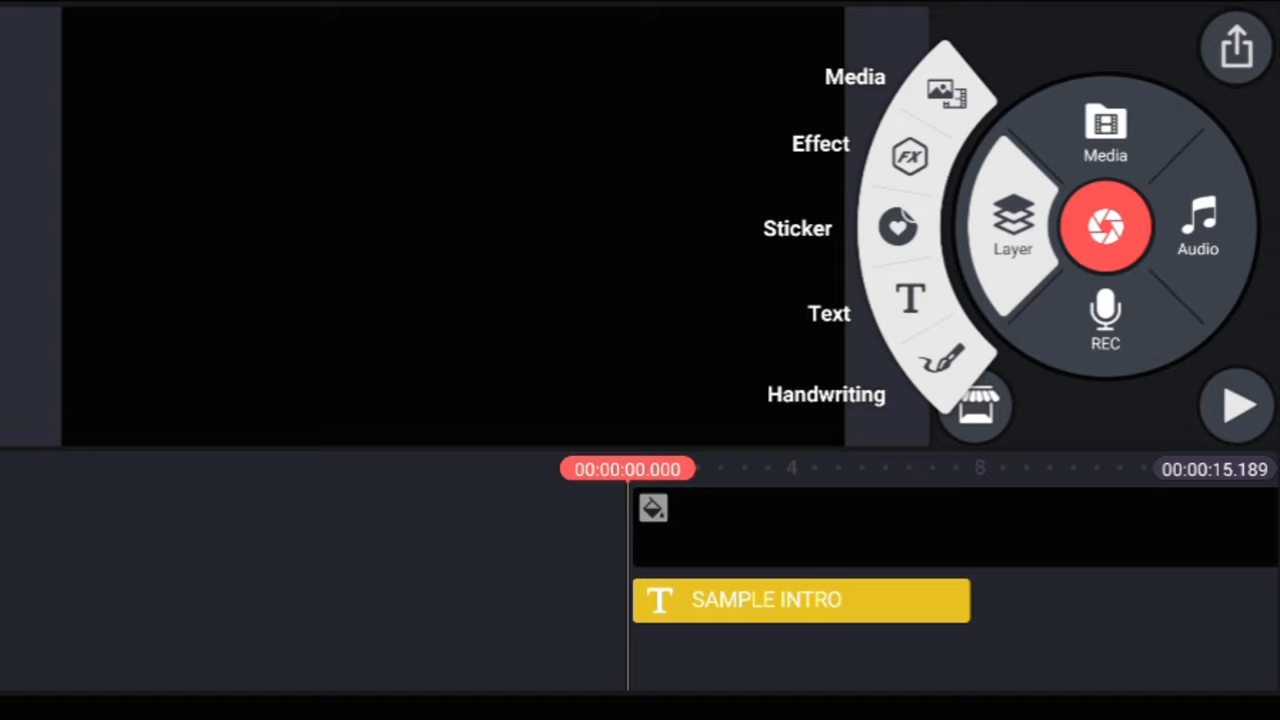 Media
Effect
Sticker
Text
Handwriting
FX
Media
Layer
Audio
REC
T
00:00:00.000
4
8
00:00:15.189
T SAMPLE INTRO